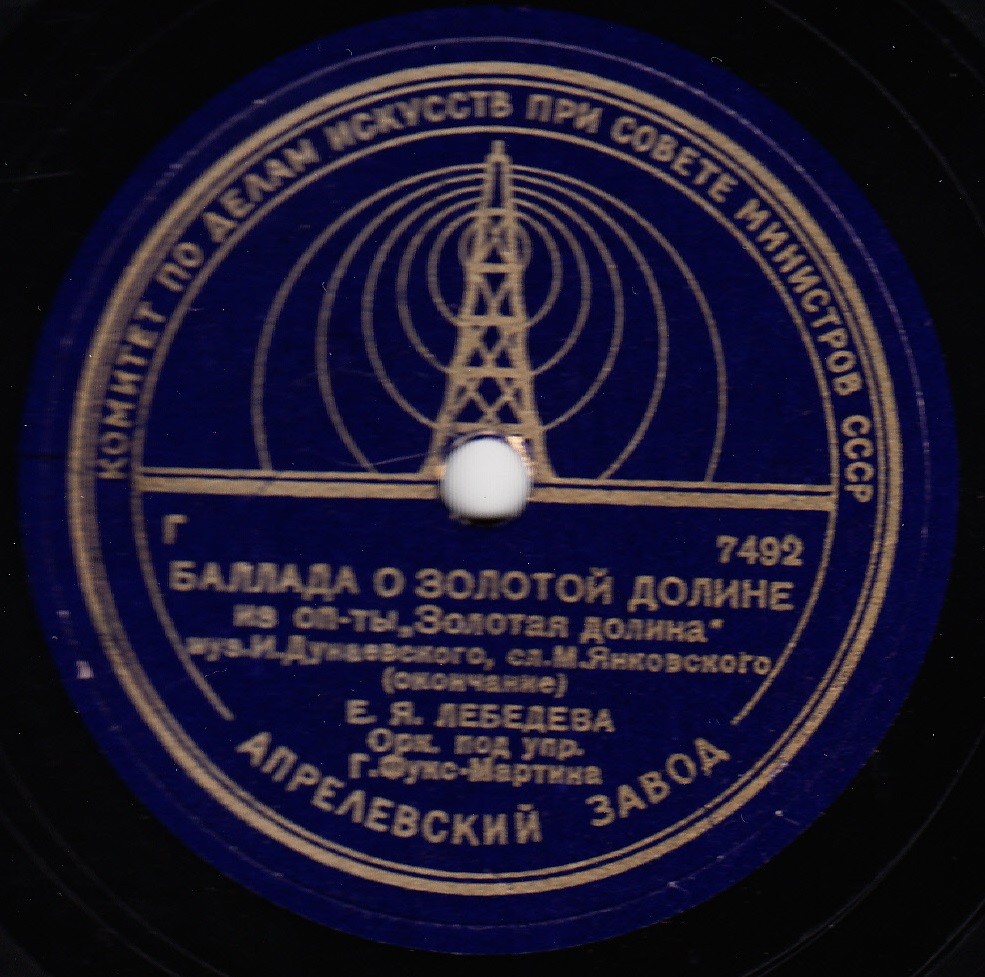 КОМИТЕТ ПО ДЕЛАМ ИСКУССТВ ПРИ СОВЕТЕ МИНИСТРОВ СССР
Г 7492
БАЛЛАДА О ЗОЛОТОЙ ДОЛИНЕ
из оп-ты „Золотая долина"
муз.И.Дунаевского, сл.М.Янковского
(окончание)
Е. Я. ЛЕБЕДЕВА
Орк. под упр.
Г.Фукс-Мартина
АПРЕЛЕВСКИЙ ЗАВОД